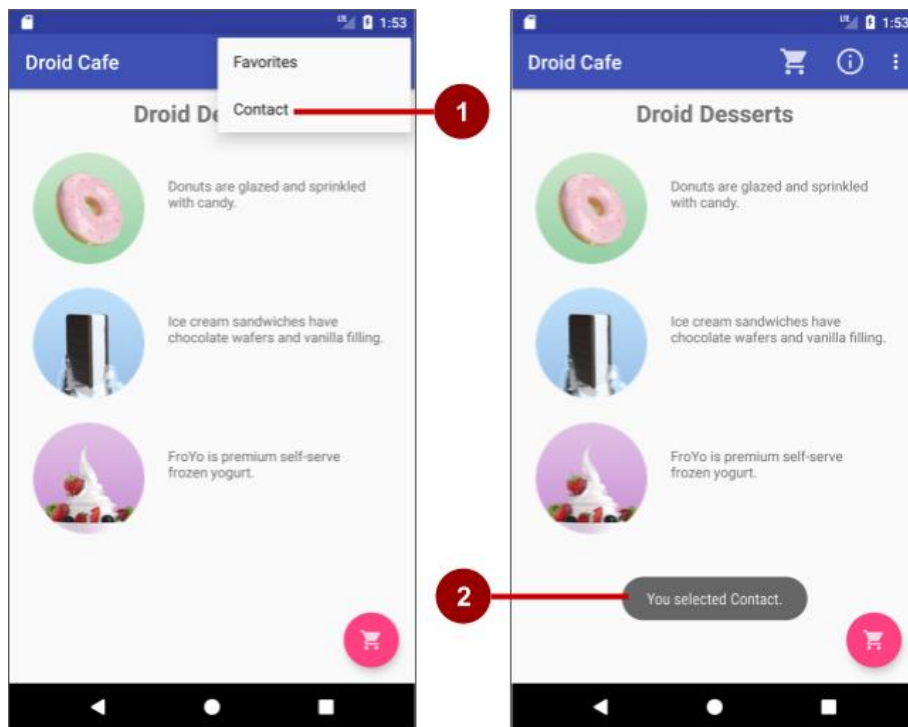 LTE 1:53
Droid Cafe
Favorites
Contact
Droid De
Donuts are glazed and sprinkled
with candy.
Ice cream sandwiches have
chocolate wafers and vanilla filling.
FroYo is premium self-serve
frozen yogurt.
1
LTE 1:53
Droid Cafe
Droid Desserts
Donuts are glazed and sprinkled
with candy.
Ice cream sandwiches have
chocolate wafers and vanilla filling.
FroYo is premium self-serve
frozen yogurt.
2
You selected Contact.